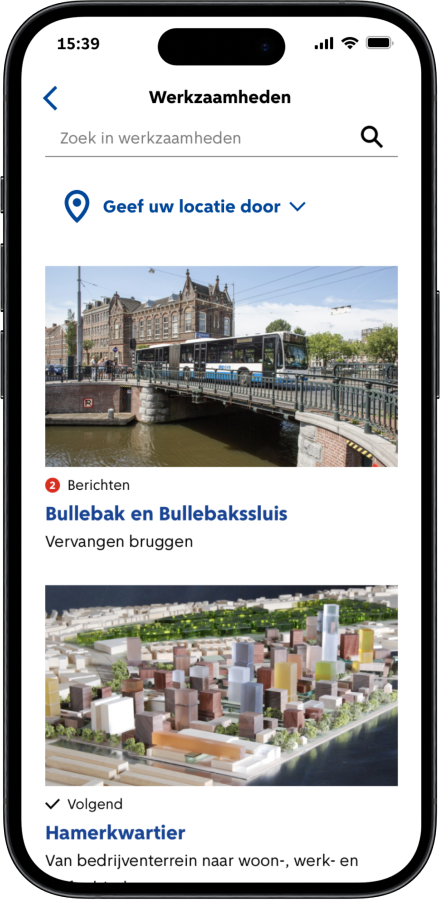 15:39
Werkzaamheden
Zoek in werkzaamheden
Geef uw locatie door
2 Berichten
Bullebak en Bullebakssluis
Vervangen bruggen
Volgend
Hamerkwartier
Van bedrijventerrein naar woon-, werk- en